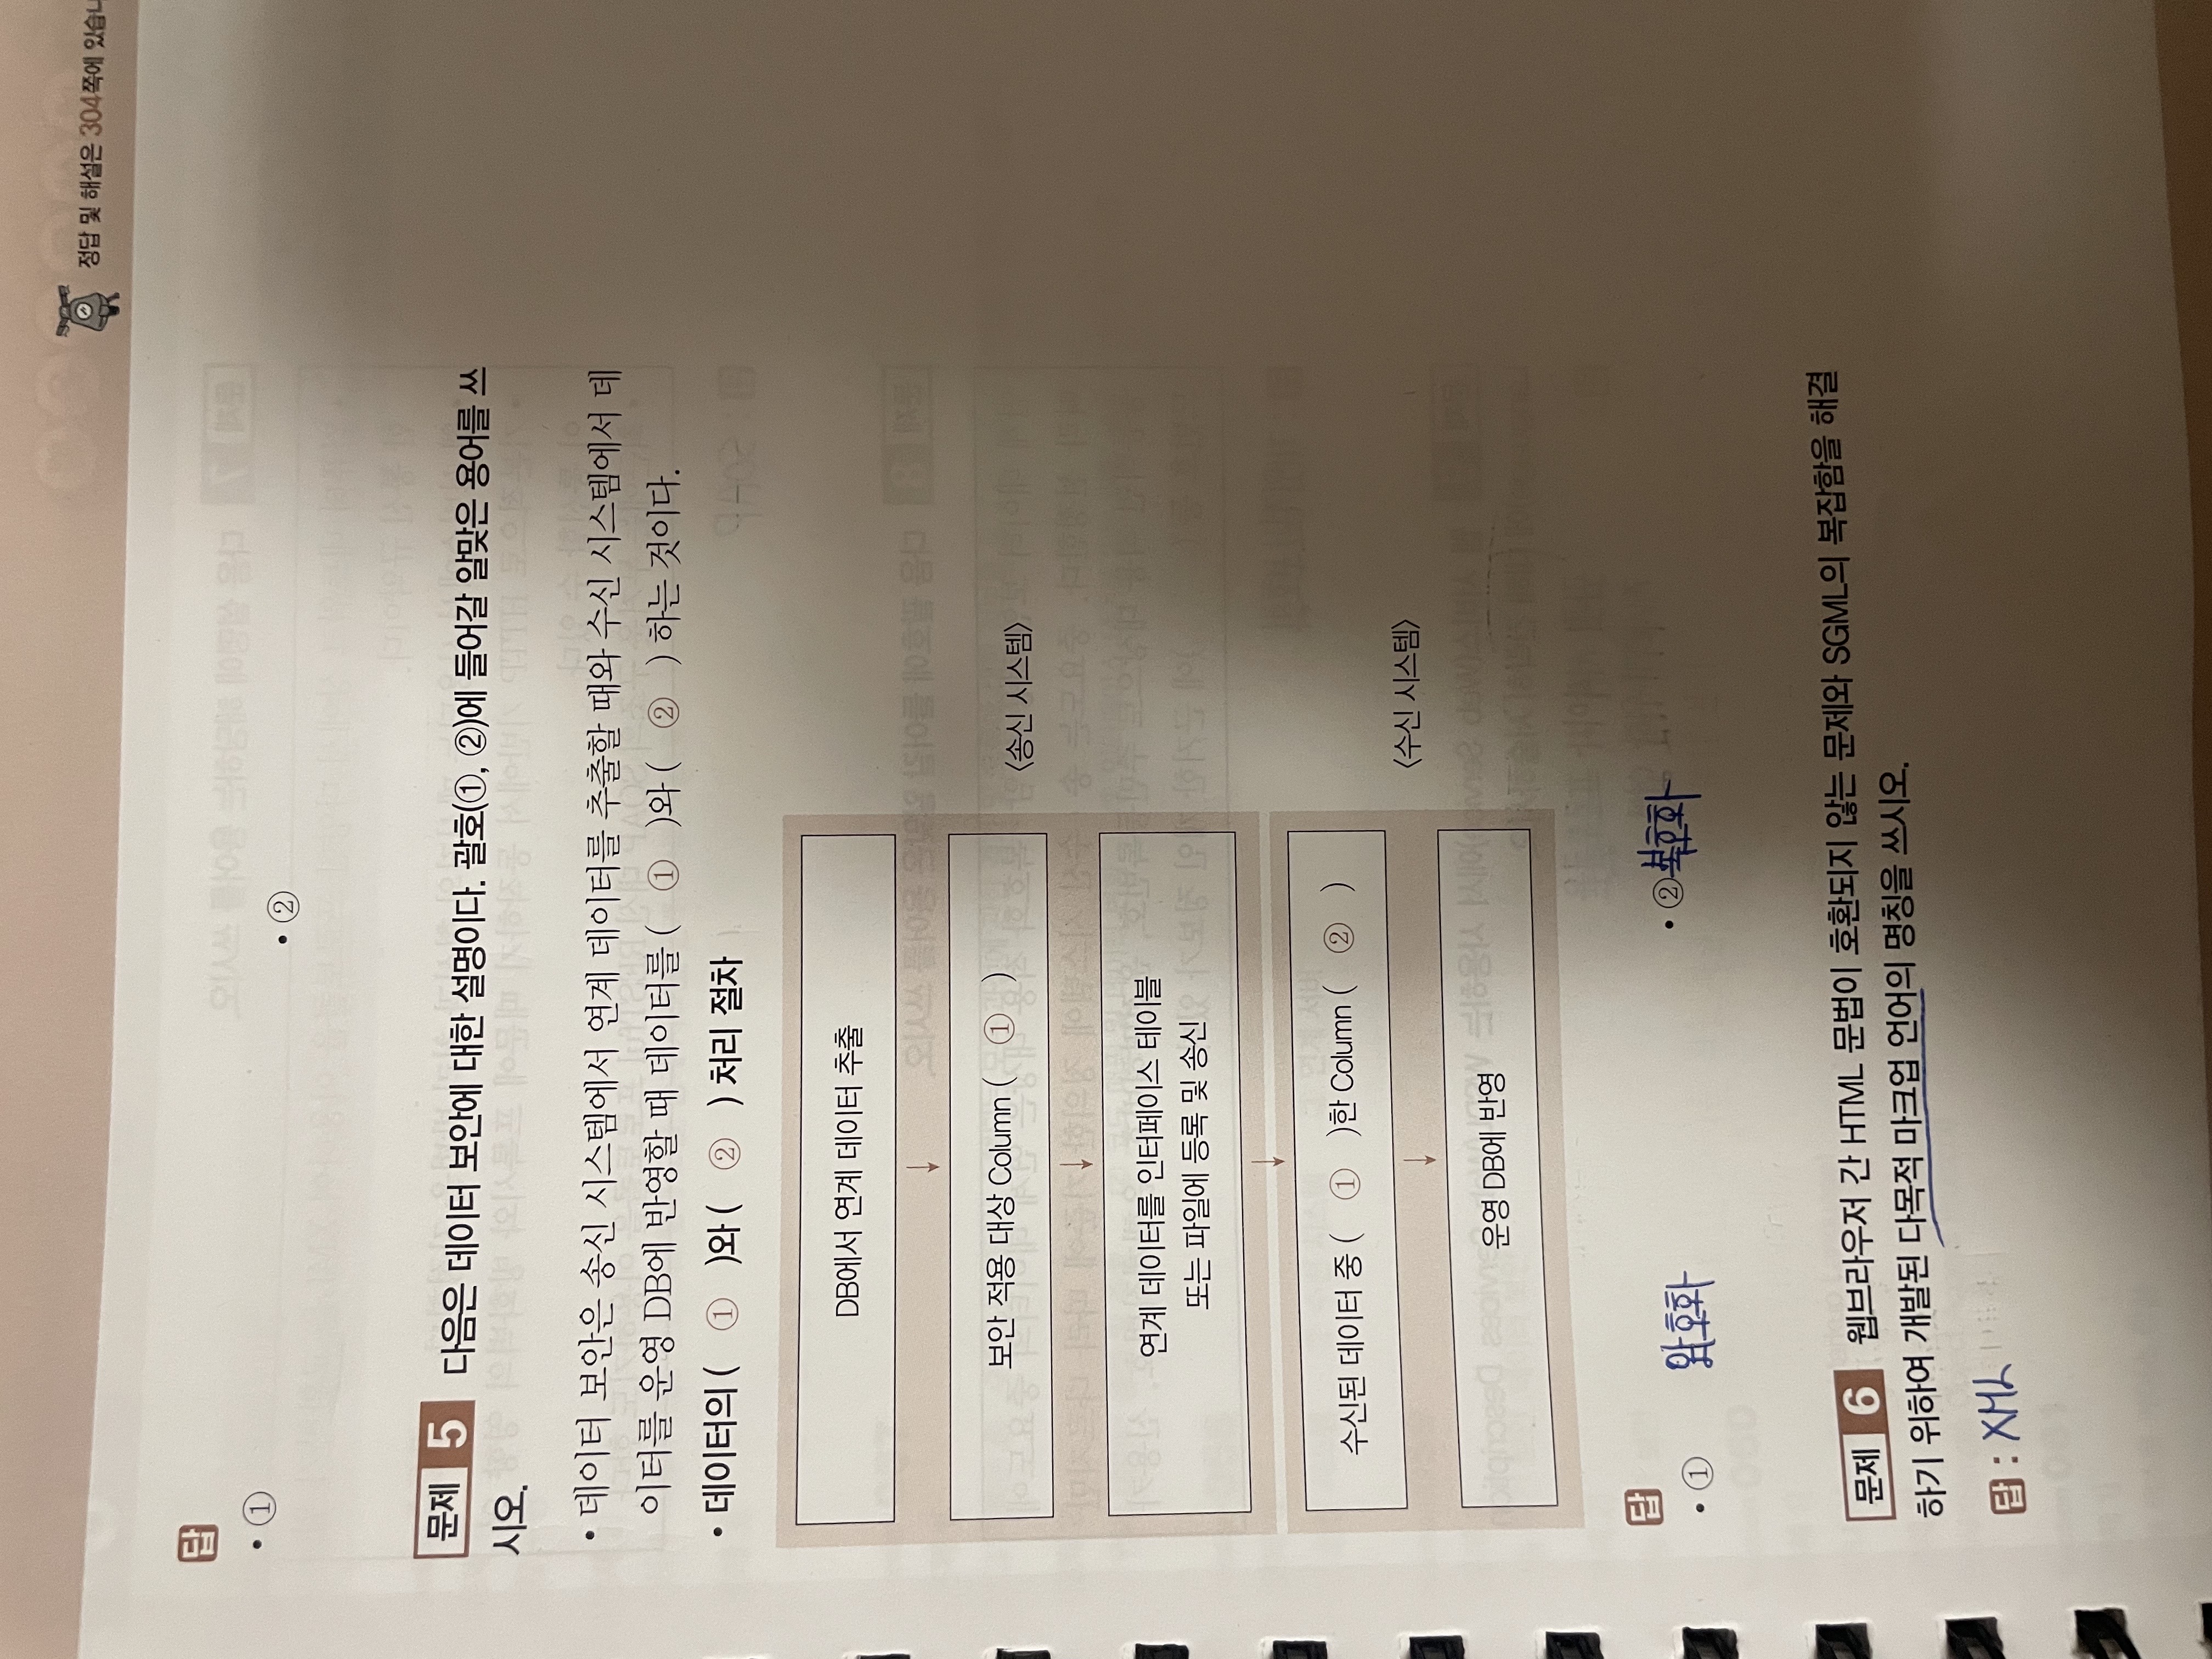 정답 및 해설은 304쪽에 있습니
답
• ①
• ②
문제 5 다음은 데이터 보안에 대한 설명이다. 괄호(①, ②)에 들어갈 알맞은 용어를 쓰
시오.
• 데이터 보안은 송신 시스템에서 연계 데이터를 추출할 때와 수신 시스템에서 데
이터를 운영 DB에 반영할 때 데이터를 ( ① )와 ( ② ) 하는 것이다.
• 데이터의 ( ① )와 ( ② ) 처리 절차
DB에서 연계 데이터 추출
↓
보안 적용 대상 Column ( ① )
〈송신 시스템〉
↓
연계 데이터를 인터페이스 테이블
또는 파일에 등록 및 송신
↓
수신된 데이터 중 ( ① )한 Column ( ② )
〈수신 시스템〉
↓
운영 DB에 반영
답
• ① 암호화
• ② 복호화
문제 6 웹브라우저 간 HTML 문법이 호환되지 않는 문제와 SGML의 복잡함을 해결
하기 위하여 개발된 다목적 마크업 언어의 명칭을 쓰시오.
답 : XML